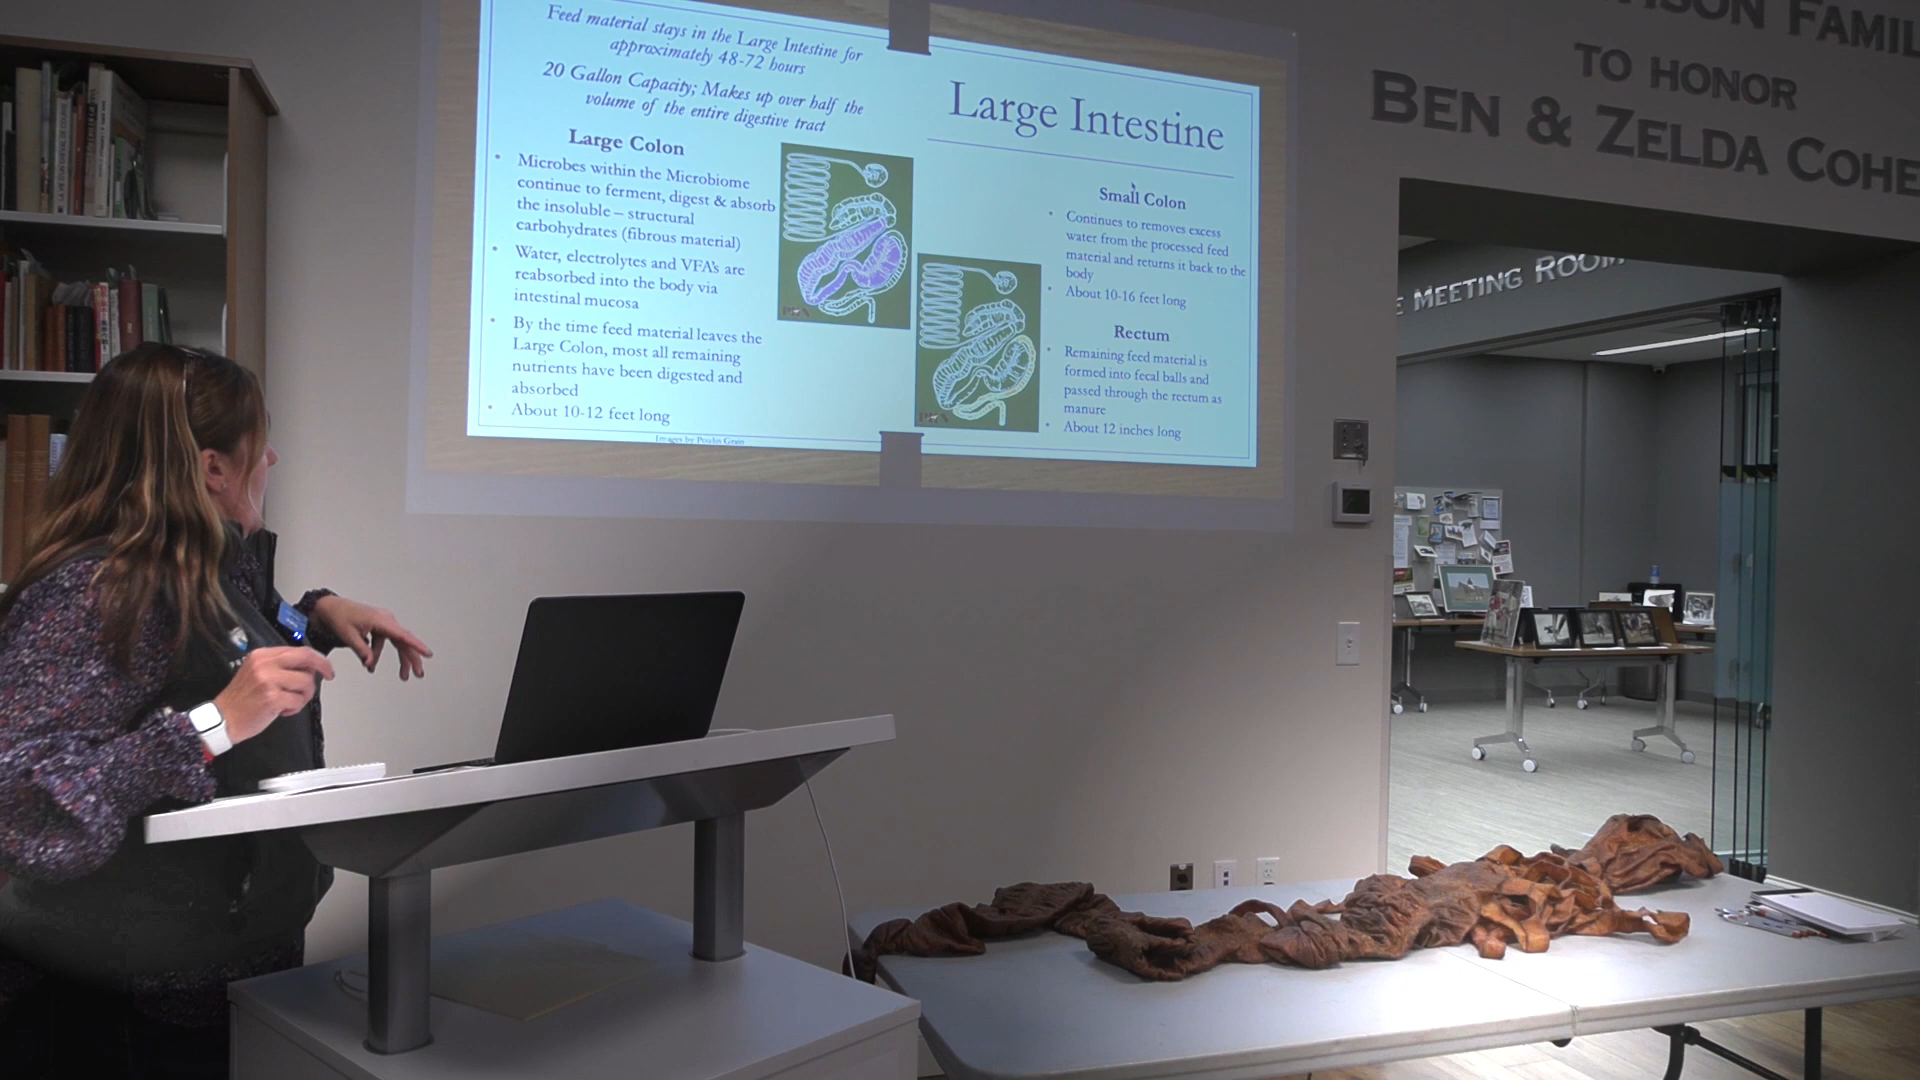 Feed material stays in the Large Intestine for
approximately 48-72 hours
20 Gallon Capacity; Makes up over half the
volume of the entire digestive tract
Large Colon
• Microbes within the Microbiome
continue to ferment, digest & absorb
the insoluble – structural
carbohydrates (fibrous material)
• Water, electrolytes and VFA's are
reabsorbed into the body via
intestinal mucosa
• By the time feed material leaves the
Large Colon, most all remaining
nutrients have been digested and
absorbed
• About 10-12 feet long
Images by Poulin Grain
Large Intestine
Small Colon
• Continues to removes excess
water from the processed feed
material and returns it back to the
body
• About 10-16 feet long
Rectum
• Remaining feed material is
formed into fecal balls and
passed through the rectum as
manure
• About 12 inches long
FAMIL
TO HONOR
BEN & ZELDA COHE
E MEETING ROOM